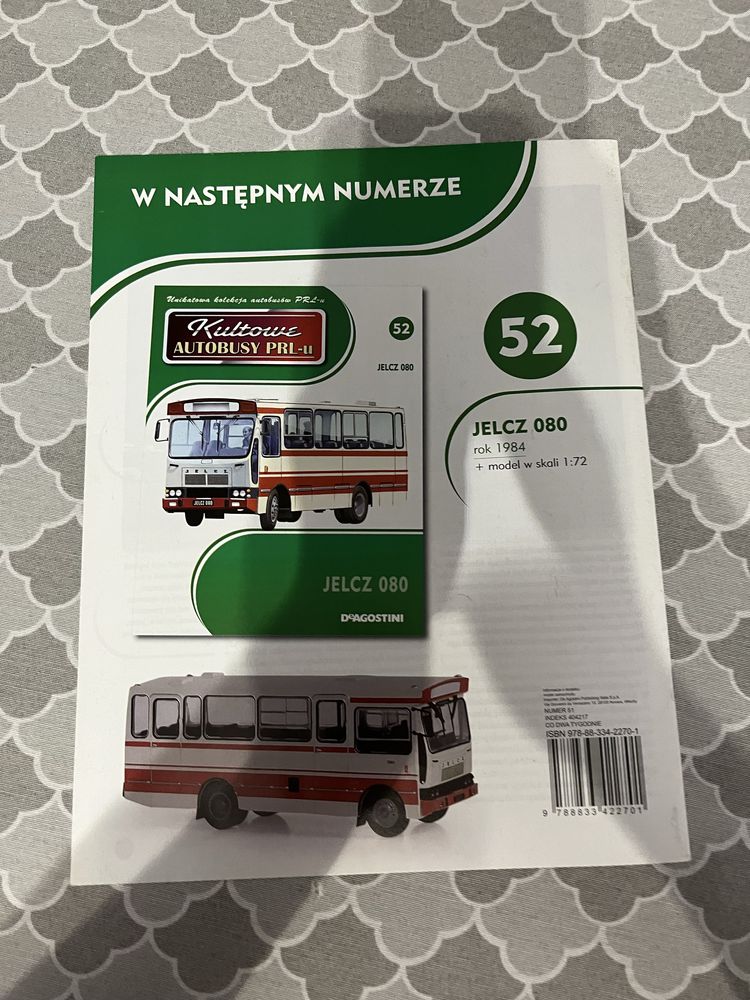 W NASTĘPNYM NUMERZE
Unikatowa kolekcja autobusów PRL-u
Kultowe
AUTOBUSY PRL-u
52
JELCZ 080
JELCZ
JELCZ 080
JELCZ 080
DeAGOSTINI
52
JELCZ 080
rok 1984
+ model w skali 1:72
JELCZ
NUMER 51
INDEKS 404217
CO DWA TYGODNIE
ISBN 978-88-334-2270-1
9 788833 422701